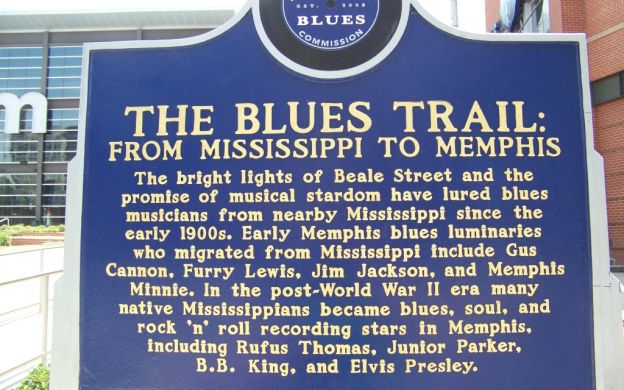 EST. 2005
BLUES
COMMISSION
THE BLUES TRAIL:
FROM MISSISSIPPI TO MEMPHIS
The bright lights of Beale Street and the
promise of musical stardom have lured blues
musicians from nearby Mississippi since the
early 1900s. Early Memphis blues luminaries
who migrated from Mississippi include Gus
Cannon, Furry Lewis, Jim Jackson, and Memphis
Minnie. In the post-World War II era many
native Mississippians became blues, soul, and
rock 'n' roll recording stars in Memphis,
including Rufus Thomas, Junior Parker,
B.B. King, and Elvis Presley.